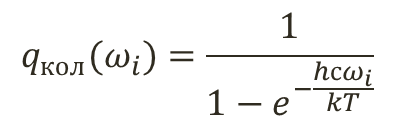 q_кол(ω_i) = 1 / (1 − e^(−hcω_i / kT))